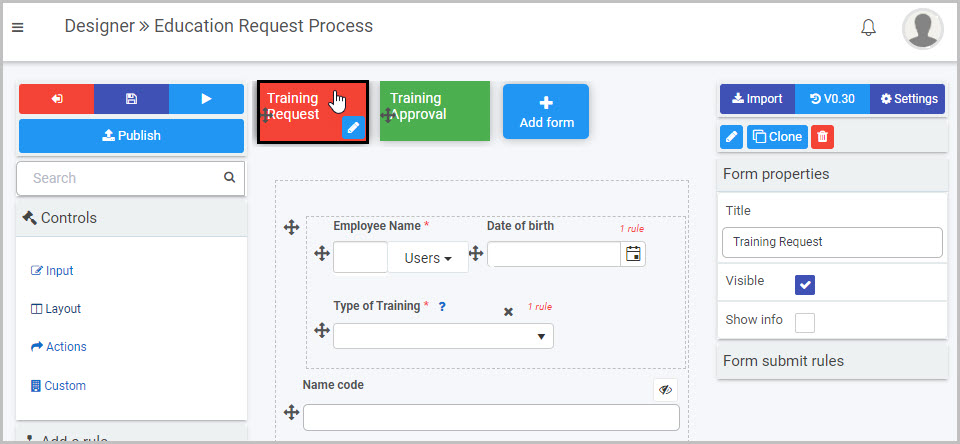 Designer » Education Request Process
Publish
Search
Controls
Input
Layout
Actions
Custom
Add a rule
Training
Request
Training
Approval
Add form
Employee Name *
Date of birth
1 rule
Users
Type of Training * ?
1 rule
Name code
Import
V0.30
Settings
Clone
Form properties
Title
Training Request
Visible
Show info
Form submit rules